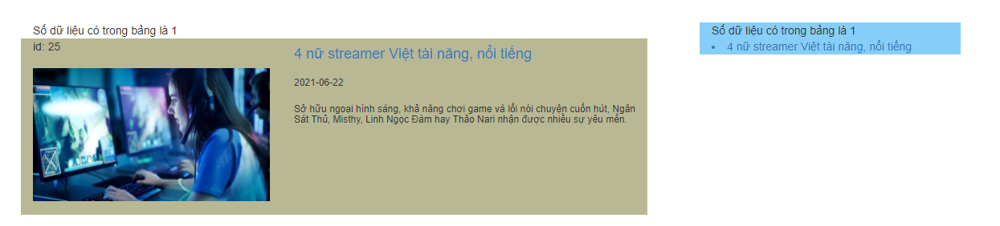 Số dữ liệu có trong bảng là 1
id: 25
4 nữ streamer Việt tài năng, nổi tiếng
2021-06-22
Sở hữu ngoại hình sáng, khả năng chơi game và lối nói chuyện cuốn hút, Ngân
Sát Thủ, Misthy, Linh Ngọc Đàm hay Thảo Nari nhận được nhiều sự yêu mến.
Số dữ liệu có trong bảng là 1
• 4 nữ streamer Việt tài năng, nổi tiếng